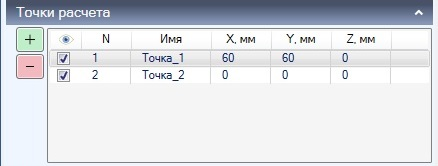 Точки расчета
N Имя X, мм Y, мм Z, мм
1 Точка_1 60 60 0
2 Точка_2 0 0 0